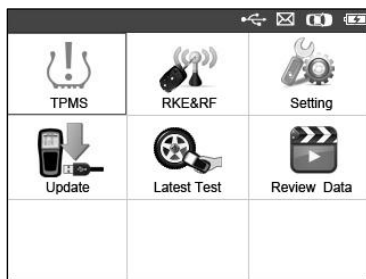 TPMS
RKE&RF
Setting
Update
Latest Test
Review Data